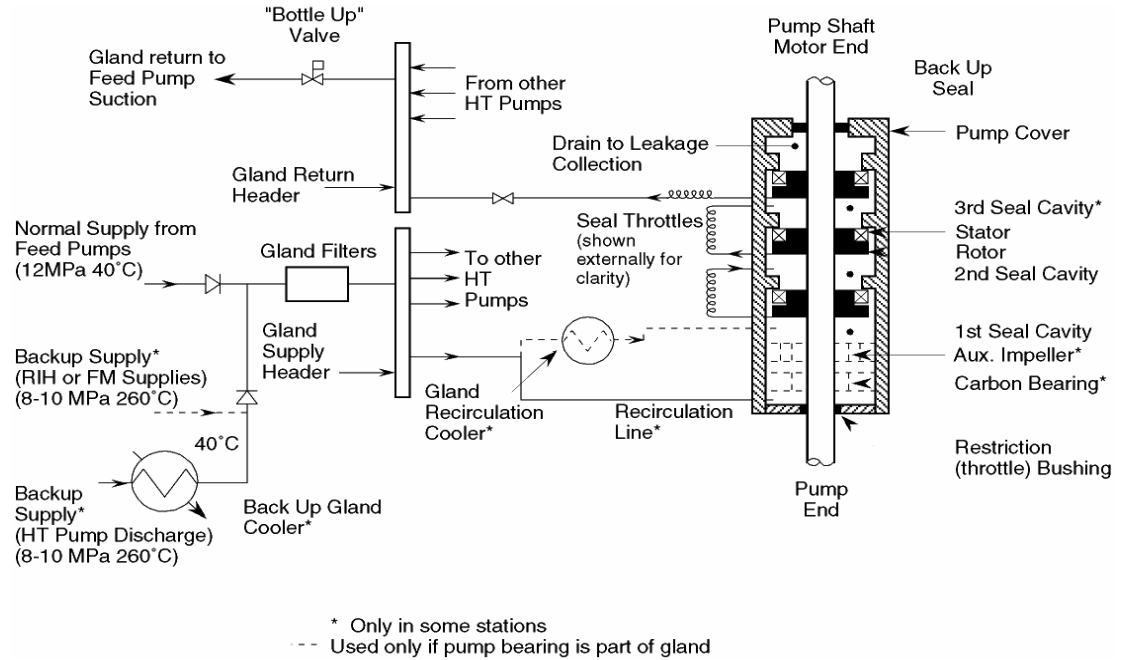 "Bottle Up"
Valve
Gland return to
Feed Pump
Suction
From other
HT Pumps
Pump Shaft
Motor End
Back Up
Seal
Pump Cover
Drain to Leakage
Collection
Gland Return
Header
Normal Supply from
Feed Pumps
(12MPa 40˚C)
Gland Filters
To other
HT
Pumps
Seal Throttles
(shown
externally for
clarity)
3rd Seal Cavity*
Stator
Rotor
2nd Seal Cavity
1st Seal Cavity
Aux. Impeller*
Carbon Bearing*
Gland
Supply
Header
Backup Supply*
(RIH or FM Supplies)
(8-10 MPa 260˚C)
Gland
Recirculation
Cooler*
Recirculation
Line*
Restriction
(throttle) Bushing
40˚C
Backup
Supply*
(HT Pump Discharge)
(8-10 MPa 260˚C)
Back Up Gland
Cooler*
Pump
End
* Only in some stations
--- Used only if pump bearing is part of gland